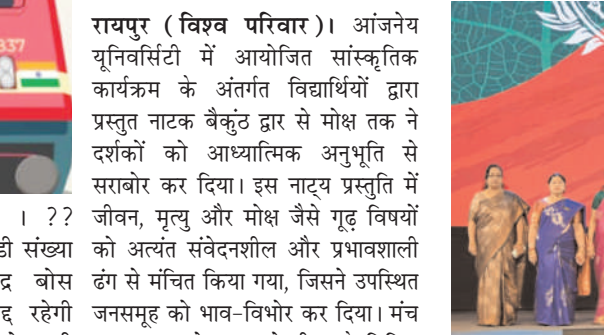 837
। ??
डी संख्या
द्र बोस
द्द रहेगी
रायपुर ( विश्व परिवार )। आंजनेय
यूनिवर्सिटी में आयोजित सांस्कृतिक
कार्यक्रम के अंतर्गत विद्यार्थियों द्वारा
प्रस्तुत नाटक बैकुंठ द्वार से मोक्ष तक ने
दर्शकों को आध्यात्मिक अनुभूति से
सराबोर कर दिया। इस नाट्य प्रस्तुति में
जीवन, मृत्यु और मोक्ष जैसे गूढ़ विषयों
को अत्यंत संवेदनशील और प्रभावशाली
ढंग से मंचित किया गया, जिसने उपस्थित
जनसमूह को भाव-विभोर कर दिया। मंच